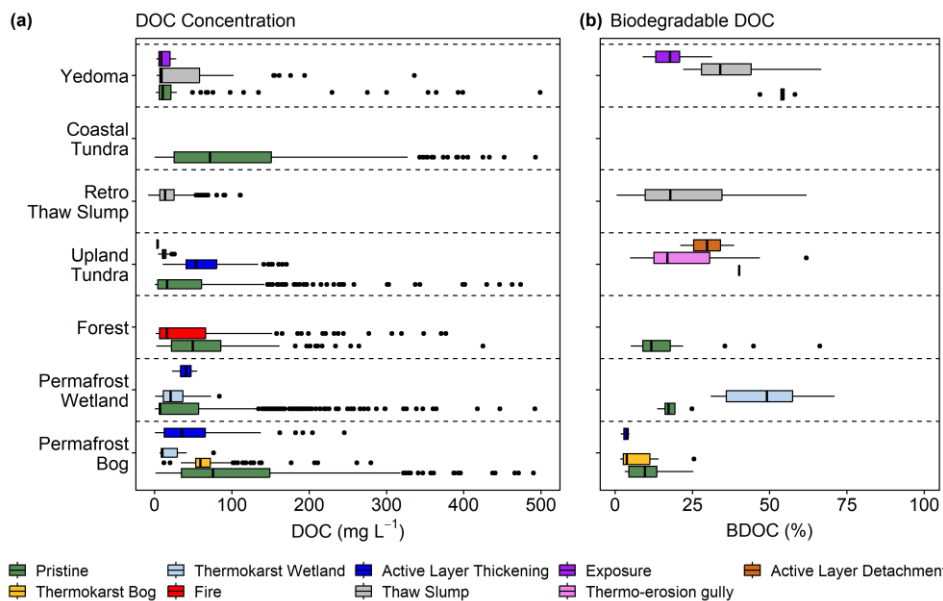 (a) DOC Concentration
(b) Biodegradable DOC
Yedoma
Coastal
Tundra
Retro
Thaw Slump
Upland
Tundra
Forest
Permafrost
Wetland
Permafrost
Bog
0 100 200 300 400 500
DOC (mg L⁻¹)
0 25 50 75 100
BDOC (%)
Pristine Thermokarst Wetland Active Layer Thickening Exposure Active Layer Detachment
Thermokarst Bog Fire Thaw Slump Thermo-erosion gully